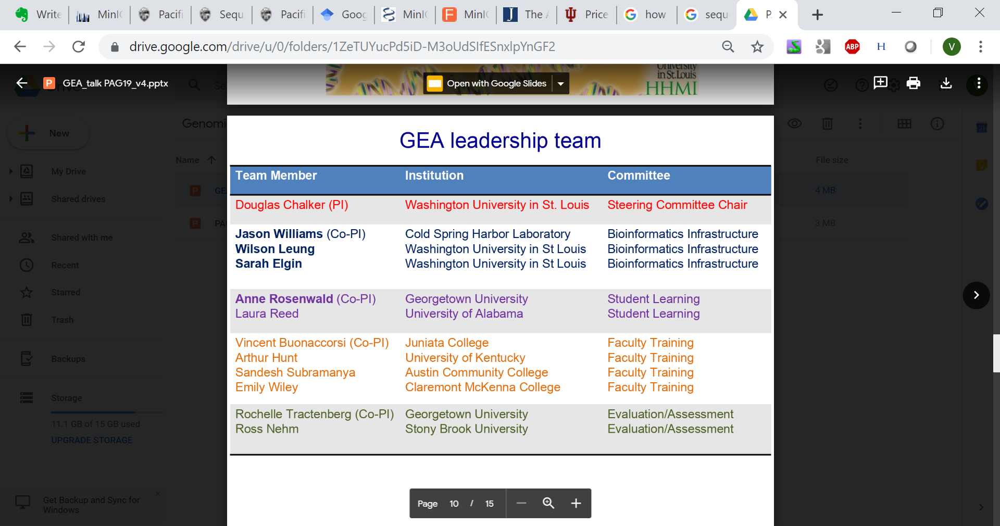 Write
MinI
Pacifi
Sequ
Pacifi
Goog
MinI
MinI
The
Price
how
sequ
P
drive.google.com/drive/u/0/folders/1ZeTUYucPd5iD-M3oUdSIfESnxlpYnGF2
ABP
H
V
P GEA_talk PAG19_v4.pptx
University
in St.Louis
HHMI
Open with Google Slides
New
Genomi
Name
File size
My Drive
Shared drives
Shared with me
Recent
Starred
Trash
Backups
Storage
11.1 GB of 15 GB used
UPGRADE STORAGE
Get Backup and Sync for
Windows
P GE
4 MB
P PA
3 MB
31
GEA leadership team
Team Member Institution Committee
Douglas Chalker (PI) Washington University in St. Louis Steering Committee Chair
Jason Williams (Co-PI) Cold Spring Harbor Laboratory Bioinformatics Infrastructure
Wilson Leung Washington University in St Louis Bioinformatics Infrastructure
Sarah Elgin Washington University in St Louis Bioinformatics Infrastructure
Anne Rosenwald (Co-PI) Georgetown University Student Learning
Laura Reed University of Alabama Student Learning
Vincent Buonaccorsi (Co-PI) Juniata College Faculty Training
Arthur Hunt University of Kentucky Faculty Training
Sandesh Subramanya Austin Community College Faculty Training
Emily Wiley Claremont McKenna College Faculty Training
Rochelle Tractenberg (Co-PI) Georgetown University Evaluation/Assessment
Ross Nehm Stony Brook University Evaluation/Assessment
Page 10 / 15